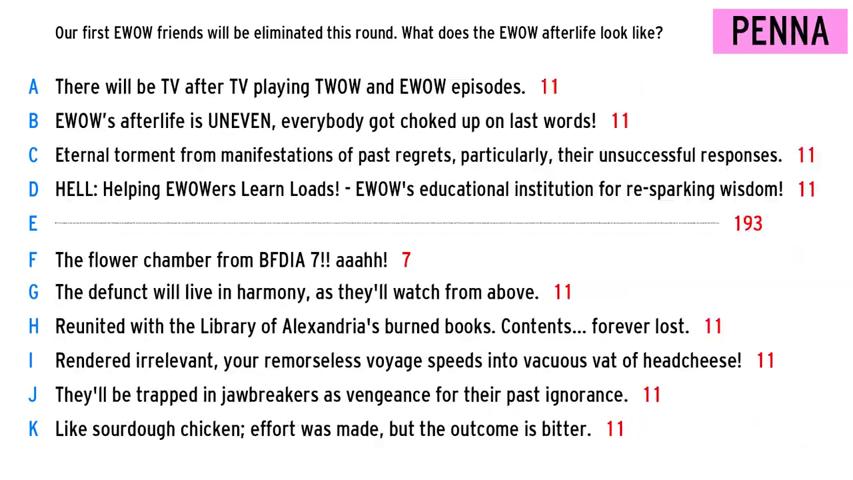 Our first EWOW friends will be eliminated this round. What does the EWOW afterlife look like?
PENNA
A There will be TV after TV playing TWOW and EWOW episodes. 11
B EWOW's afterlife is UNEVEN, everybody got choked up on last words! 11
C Eternal torment from manifestations of past regrets, particularly, their unsuccessful responses. 11
D HELL: Helping EWOWers Learn Loads! - EWOW's educational institution for re-sparking wisdom! 11
E 193
F The flower chamber from BFDIA 7!! aaahh! 7
G The defunct will live in harmony, as they'll watch from above. 11
H Reunited with the Library of Alexandria's burned books. Contents... forever lost. 11
I Rendered irrelevant, your remorseless voyage speeds into vacuous vat of headcheese! 11
J They'll be trapped in jawbreakers as vengeance for their past ignorance. 11
K Like sourdough chicken; effort was made, but the outcome is bitter. 11